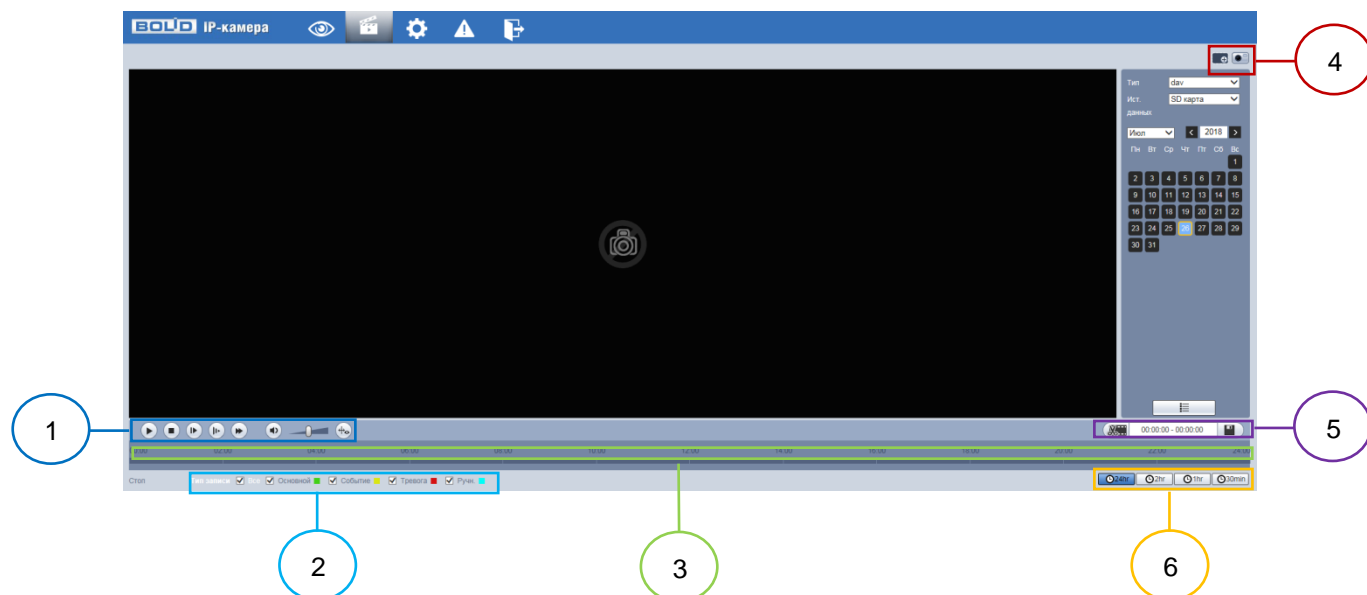 BOLID IP-камера
4
Тип dav
Ист. данных SD карта
Июл 2018
Пн Вт Ср Чт Пт Сб Вс
1
2 3 4 5 6 7 8
9 10 11 12 13 14 15
16 17 18 19 20 21 22
23 24 25 26 27 28 29
30 31
1
00:00:00 - 00:00:00
5
02:00 04:00 06:00 08:00 10:00 12:00 14:00 16:00 18:00 20:00 22:00 24:00
Стоп Тип записи Все Основной Событие Тревога Ручн.
24hr 2hr 1hr 30min
2
3
6